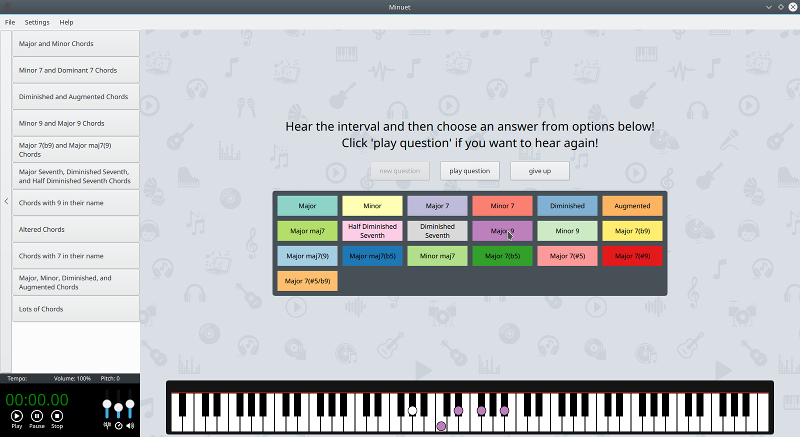 Minuet
File Settings Help
Major and Minor Chords
Minor 7 and Dominant 7 Chords
Diminished and Augmented Chords
Minor 9 and Major 9 Chords
Major 7(b9) and Major maj7(9)
Chords
Major Seventh, Diminished Seventh,
and Half Diminished Seventh Chords
Chords with 9 in their name
Altered Chords
Chords with 7 in their name
Major, Minor, Diminished, and
Augmented Chords
Lots of Chords
Hear the interval and then choose an answer from options below!
Click 'play question' if you want to hear again!
new question play question give up
Major Minor Major 7 Minor 7 Diminished Augmented
Major maj7 Half Diminished Seventh Diminished Seventh Major 9 Minor 9 Major 7(b9)
Major maj7(9) Major maj7(b5) Minor maj7 Major 7(b5) Major 7(#5) Major 7(#9)
Major 7(#5/b9)
Tempo: Volume: 100% Pitch: 0
00:00.00
Play Pause Stop